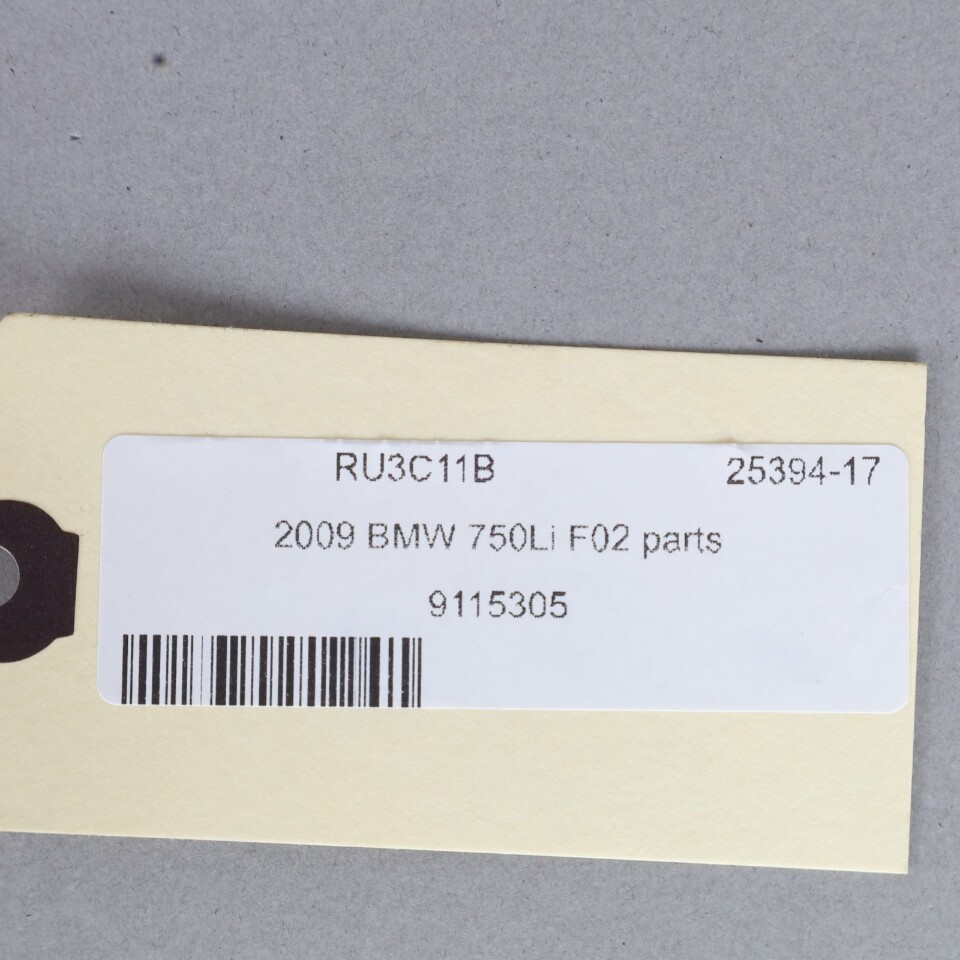 RU3C11B 25394-17
2009 BMW 750Li F02 parts
9115305